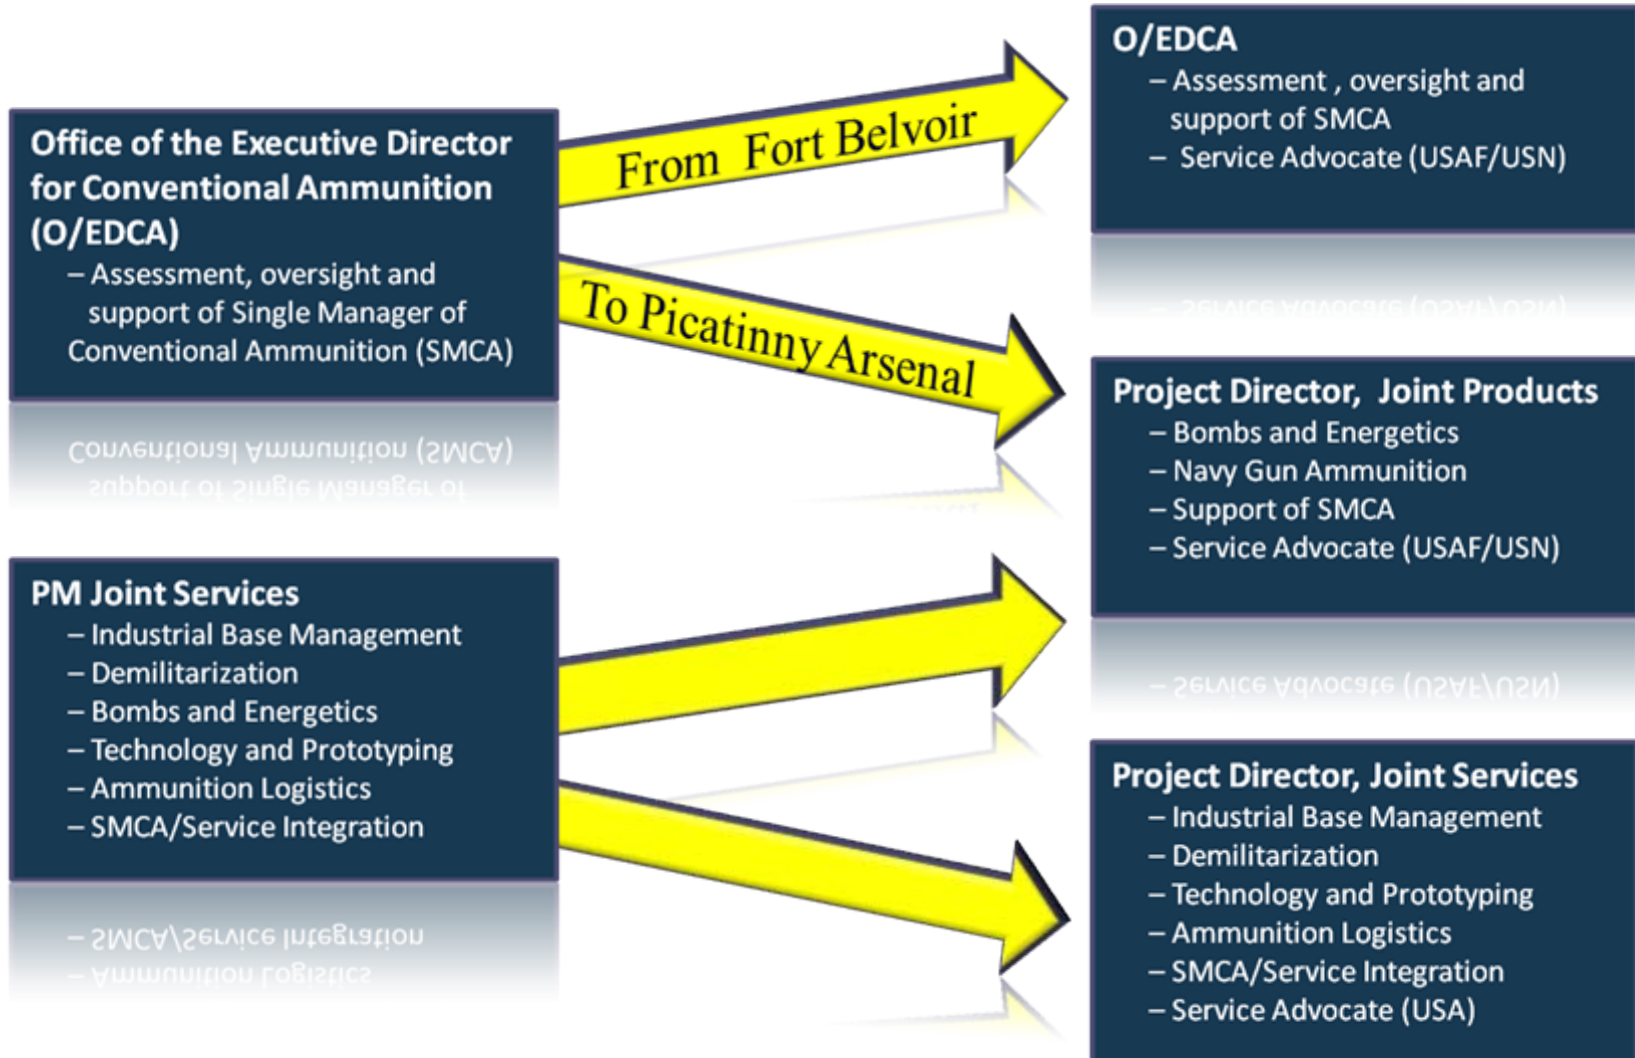 Office of the Executive Director
for Conventional Ammunition
(O/EDCA)
– Assessment, oversight and
support of Single Manager of
Conventional Ammunition (SMCA)
PM Joint Services
– Industrial Base Management
– Demilitarization
– Bombs and Energetics
– Technology and Prototyping
– Ammunition Logistics
– SMCA/Service Integration
From Fort Belvoir
To Picatinny Arsenal
O/EDCA
– Assessment , oversight and
support of SMCA
– Service Advocate (USAF/USN)
Project Director, Joint Products
– Bombs and Energetics
– Navy Gun Ammunition
– Support of SMCA
– Service Advocate (USAF/USN)
Project Director, Joint Services
– Industrial Base Management
– Demilitarization
– Technology and Prototyping
– Ammunition Logistics
– SMCA/Service Integration
– Service Advocate (USA)